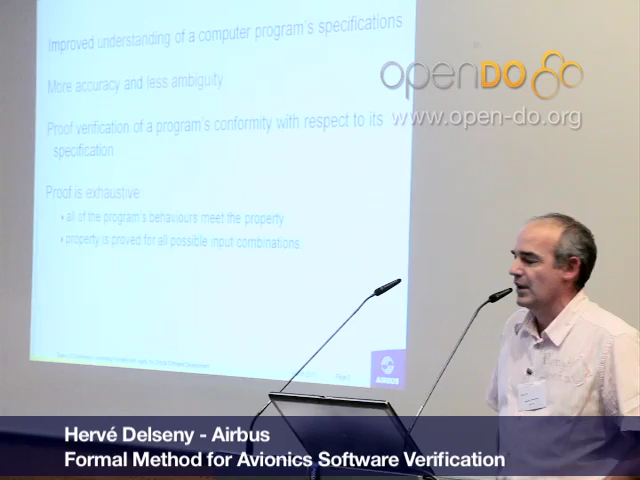 Improved understanding of a computer program's specifications
More accuracy and less ambiguity
Proof verification of a program's conformity with respect to its
specification
Proof is exhaustive:
• all of the program's behaviours meet the property
• property is proved for all possible input combinations.
AIRBUS
openDO
www.open-do.org
Hervé Delseny - Airbus
Formal Method for Avionics Software Verification